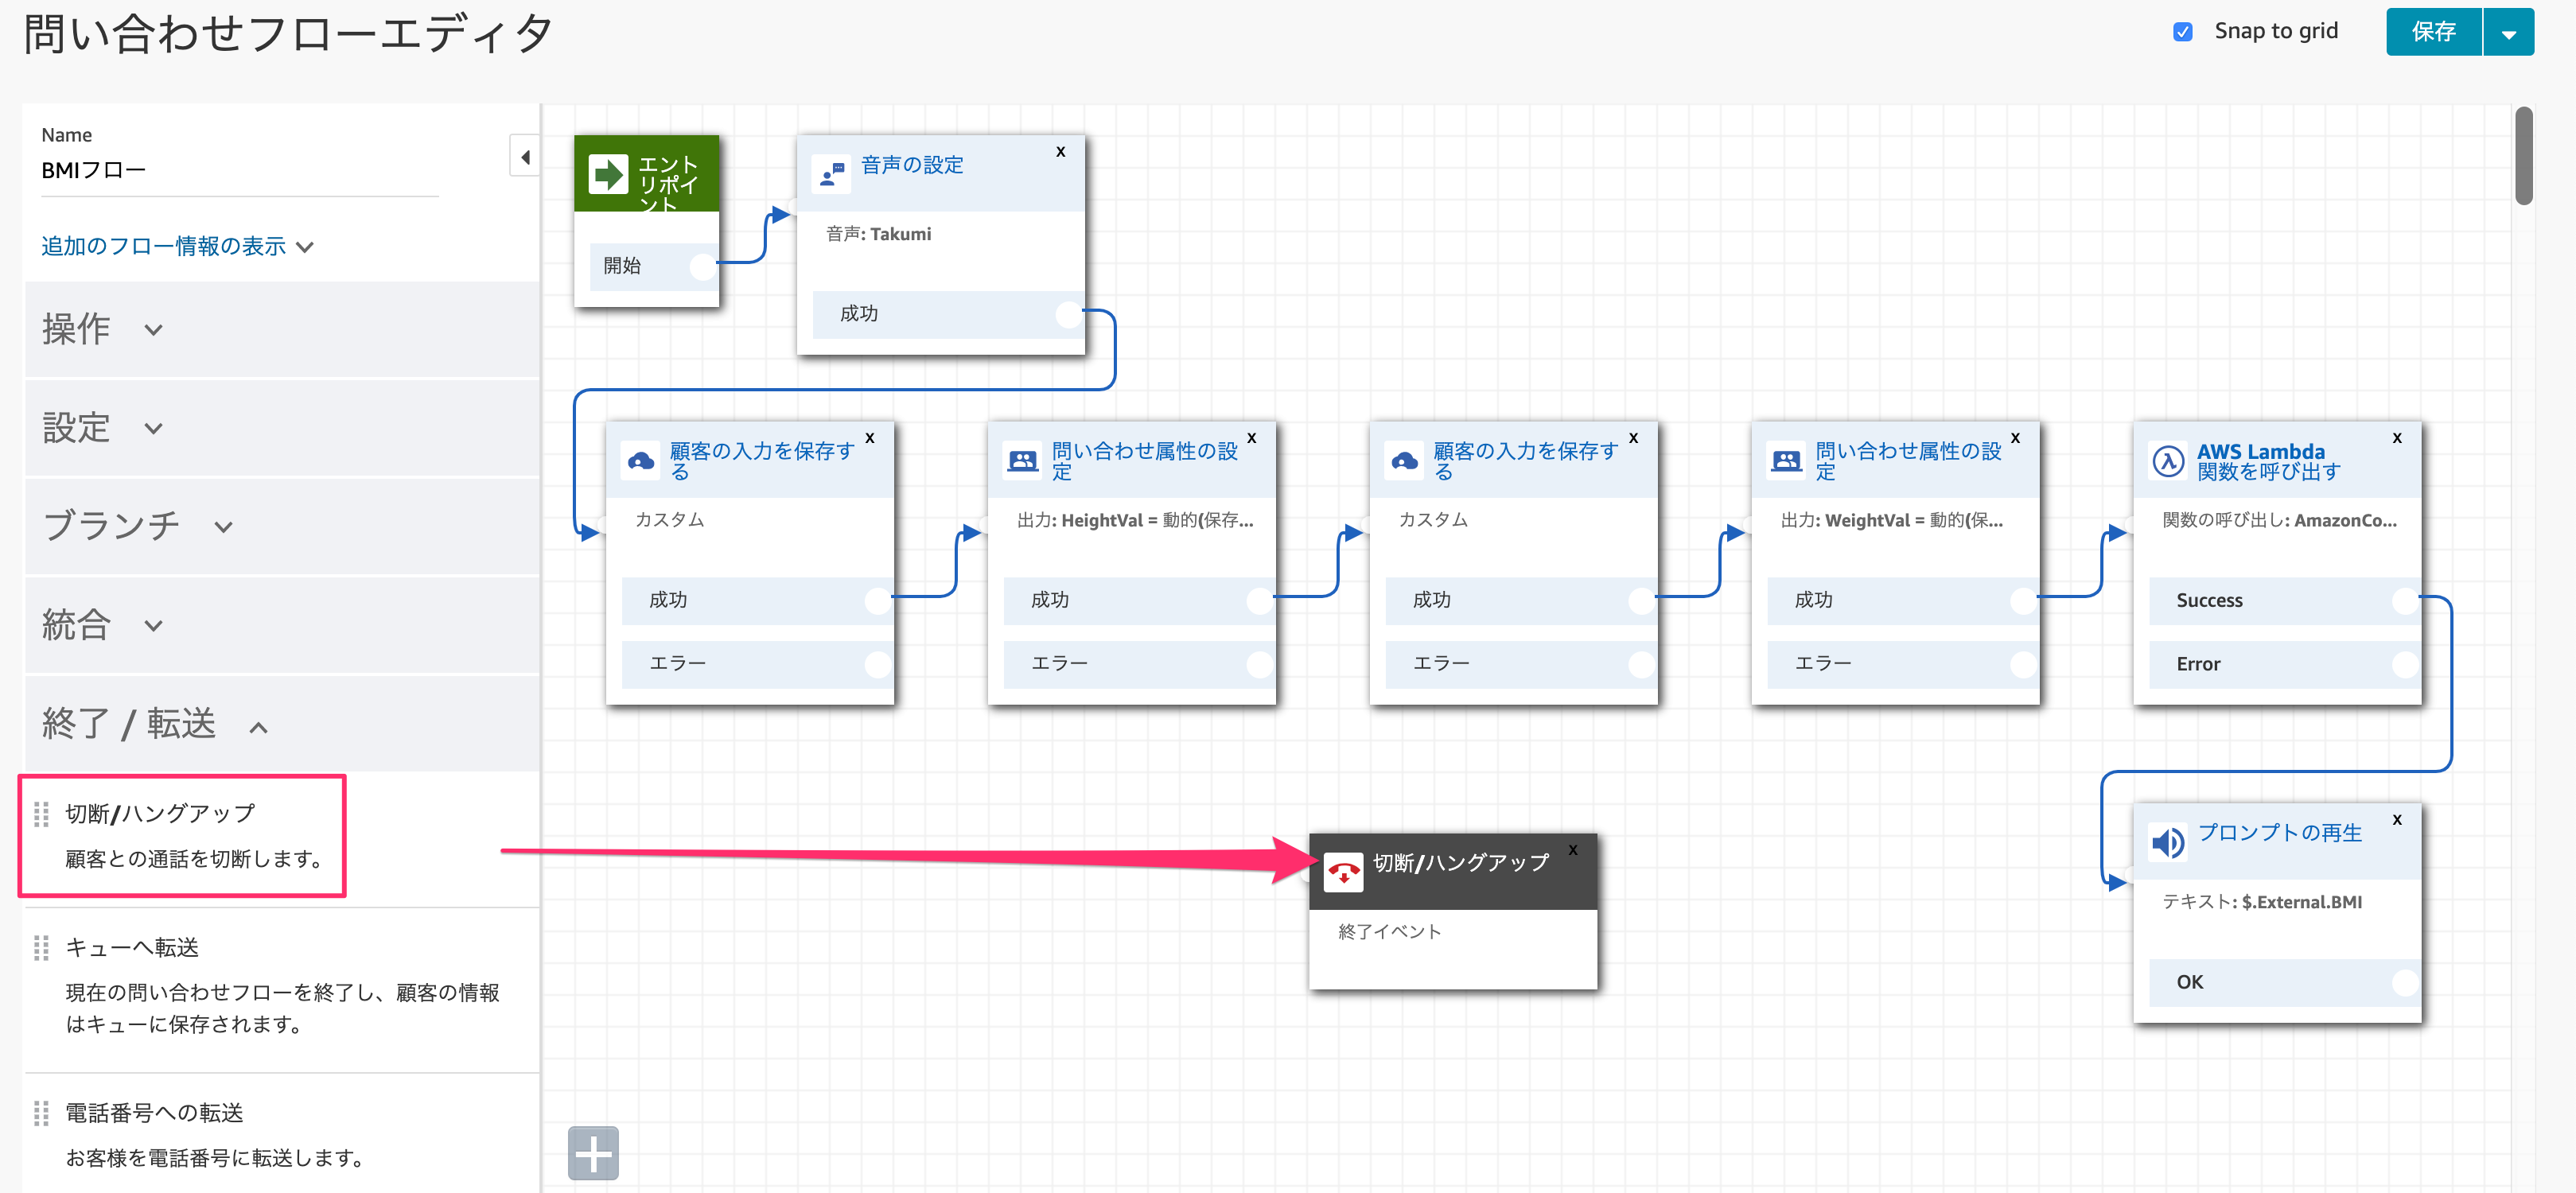 問い合わせフローエディタ
Snap to grid
保存
Name
BMIフロー
追加のフロー情報の表示
操作
設定
ブランチ
統合
終了 / 転送
切断/ハングアップ
顧客との通話を切断します。
キューへ転送
現在の問い合わせフローを終了し、顧客の情報
はキューに保存されます。
電話番号への転送
お客様を電話番号に転送します。
エント
リポイ
ント
開始
音声の設定
x
音声: Takumi
成功
顧客の入力を保存す
る
x
カスタム
成功
エラー
問い合わせ属性の設
定
x
出力: HeightVal = 動的(保存...
成功
エラー
顧客の入力を保存す
る
x
カスタム
成功
エラー
問い合わせ属性の設
定
x
出力: WeightVal = 動的(保...
成功
エラー
AWS Lambda
関数を呼び出す
x
関数の呼び出し: AmazonCo...
Success
Error
切断/ハングアップ
x
終了イベント
プロンプトの再生
x
テキスト: $.External.BMI
OK